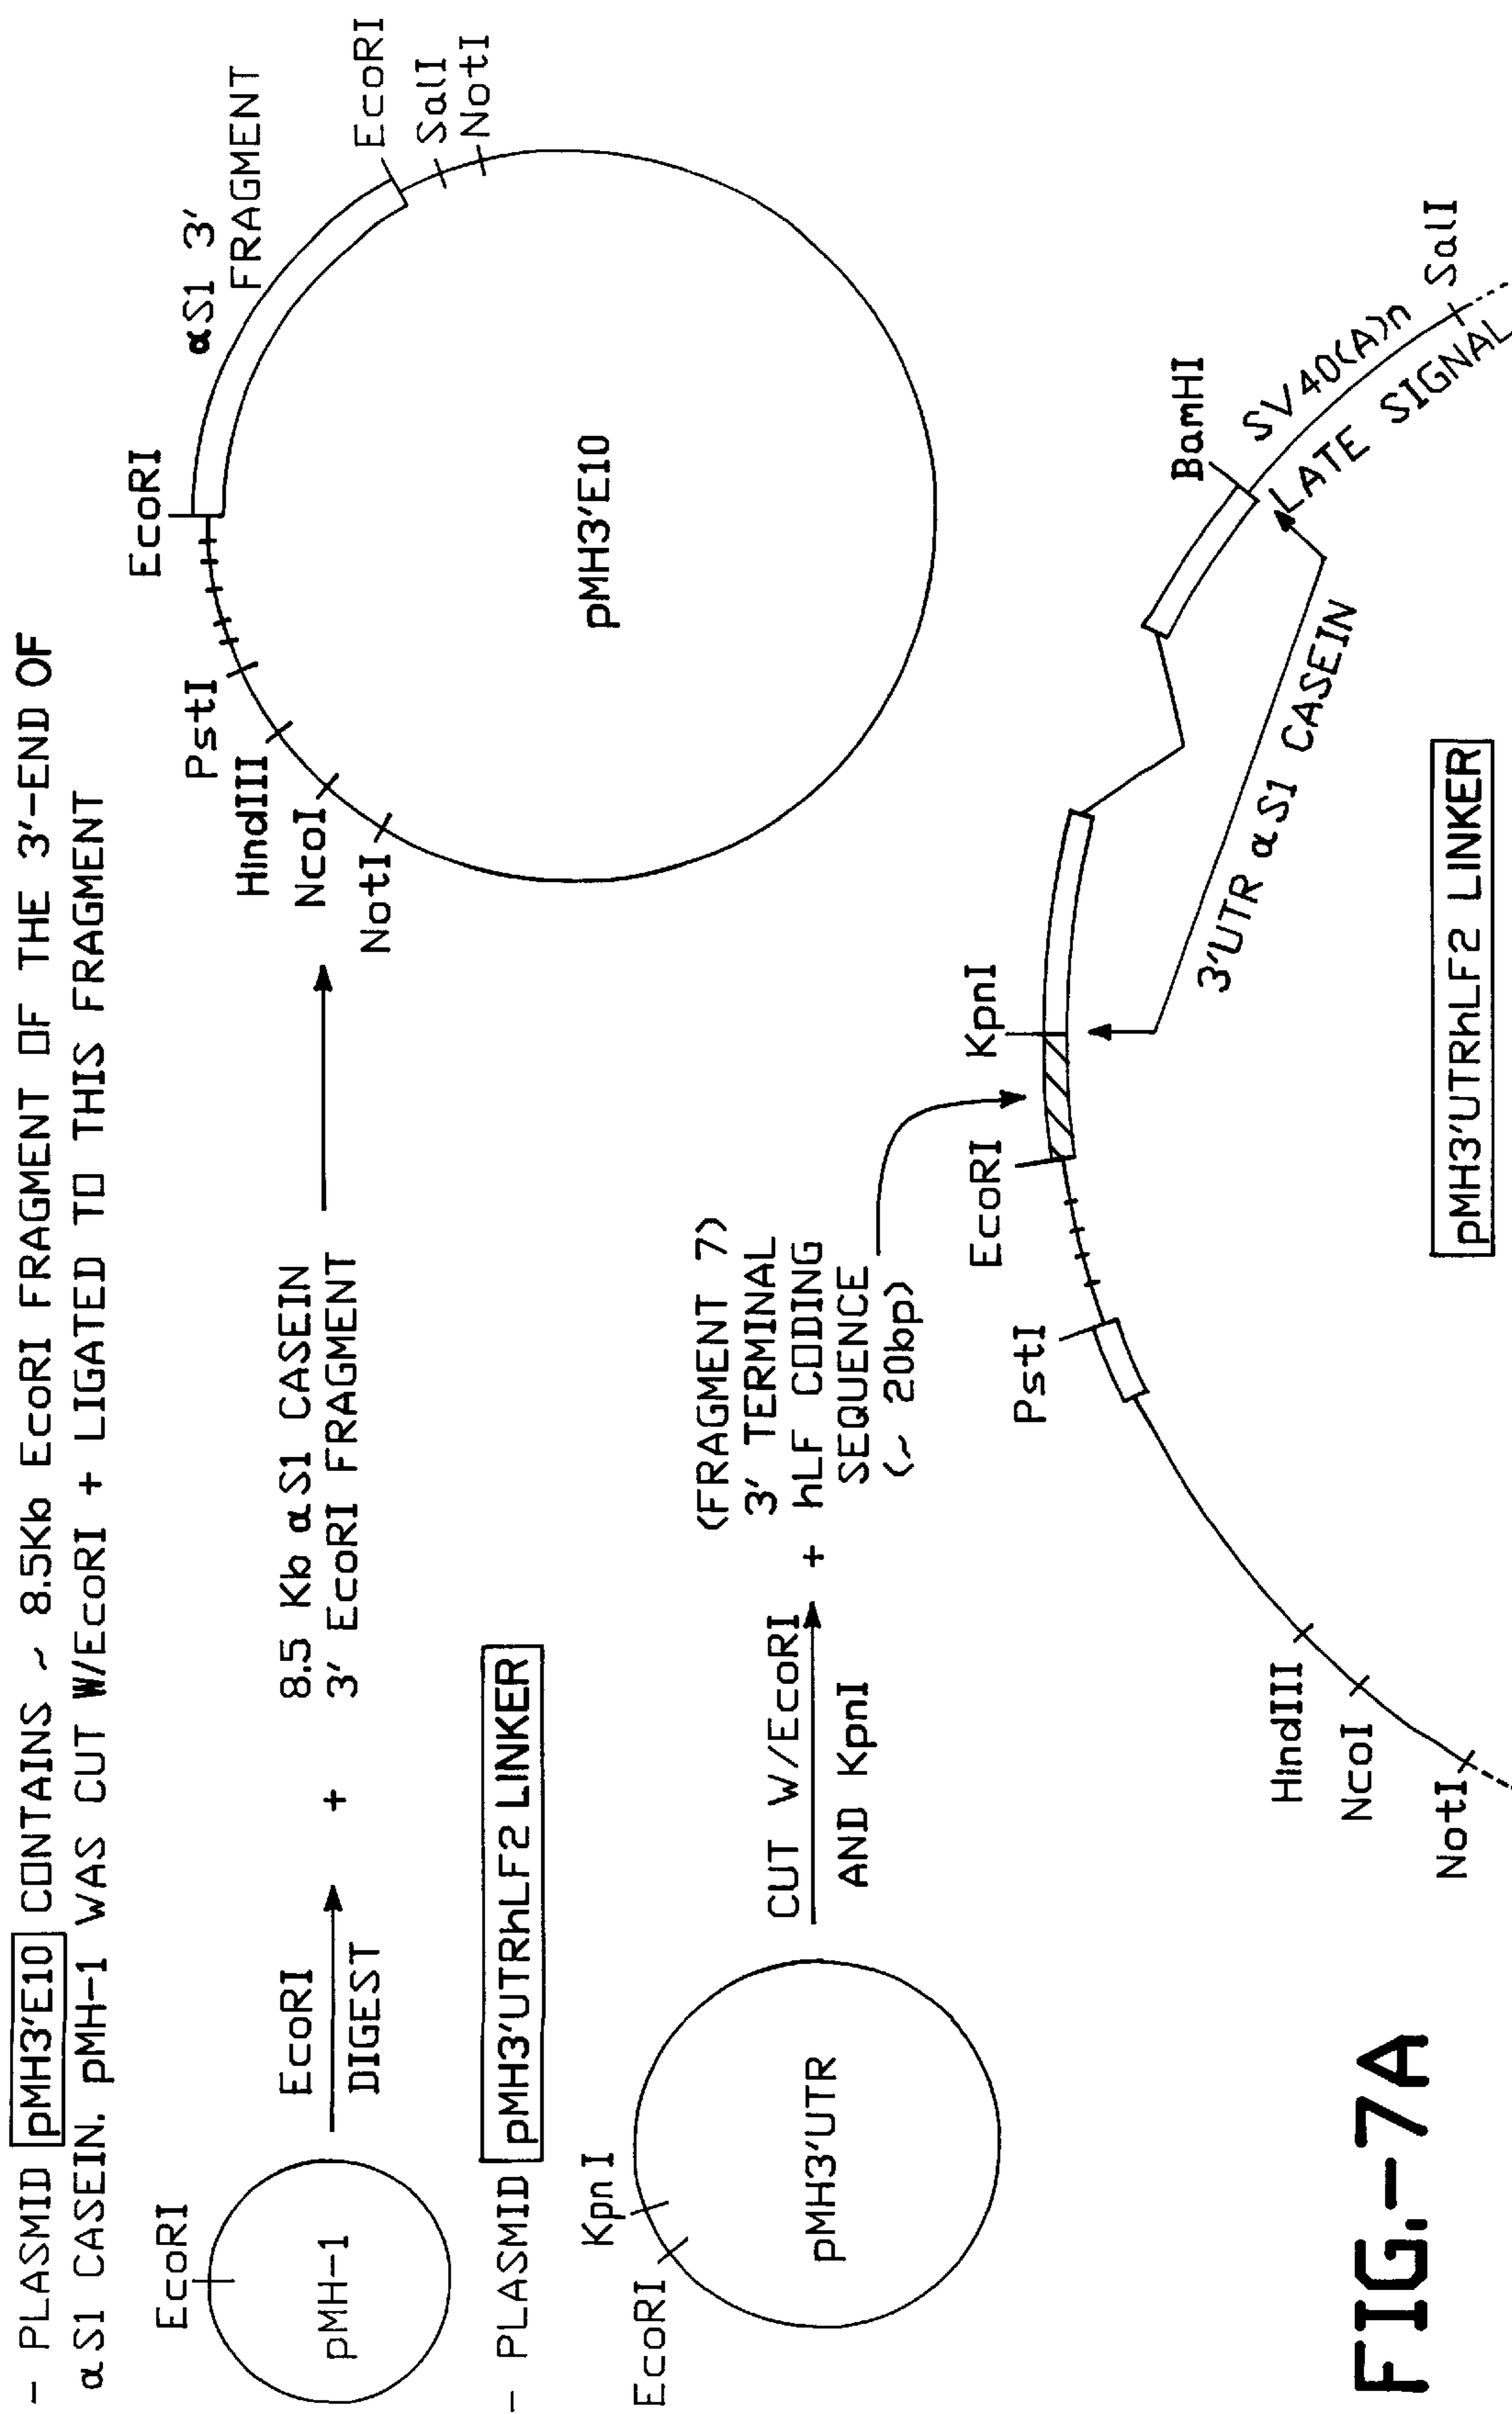 - PLASMID pMH3'E10 CONTAINS ~ 8.5Kb EcoRI FRAGMENT OF THE 3'-END OF
αS1 CASEIN. pMH-1 WAS CUT W/EcoRI + LIGATED TO THIS FRAGMENT
EcoRI
pMH-1
EcoRI
DIGEST
+
8.5 Kb αS1 CASEIN
3' EcoRI FRAGMENT
NotI
NcoI
HindIII
PstI
EcoRI
αS1 3'
FRAGMENT
EcoRI
SalI
NotI
pMH3'E10
- PLASMID pMH3'UTRhLF2 LINKER
EcoRI
KpnI
pMH3'UTR
CUT W/EcoRI
AND KpnI
+
(FRAGMENT 7)
3' TERMINAL
hLF CODING
SEQUENCE
(~ 20bp)
NotI
NcoI
HindIII
PstI
EcoRI
KpnI
3'UTR αS1 CASEIN
BamHI
SV40(A)n
LATE SIGNAL
SalI
pMH3'UTRhLF2 LINKER
FIG.-7A